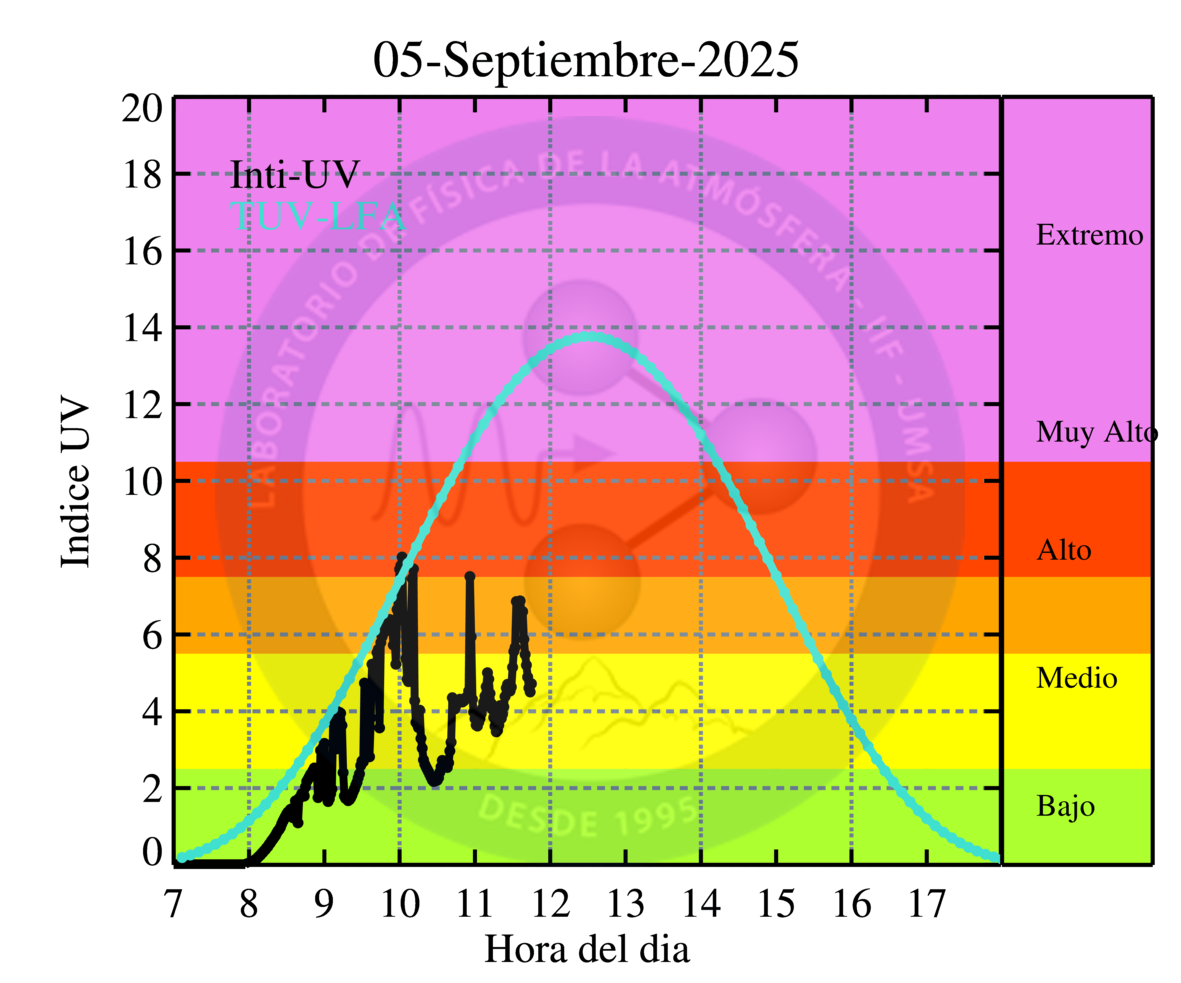 05-Septiembre-2025
20
18
16
14
12
10
8
6
4
2
0
Indice UV
Inti-UV
TUV-LFA
LABORATORIO DE FÍSICA DE LA ATMÓSFERA - IIF - UMSA
DESDE 1995
Extremo
Muy Alto
Alto
Medio
Bajo
7 8 9 10 11 12 13 14 15 16 17
Hora del dia